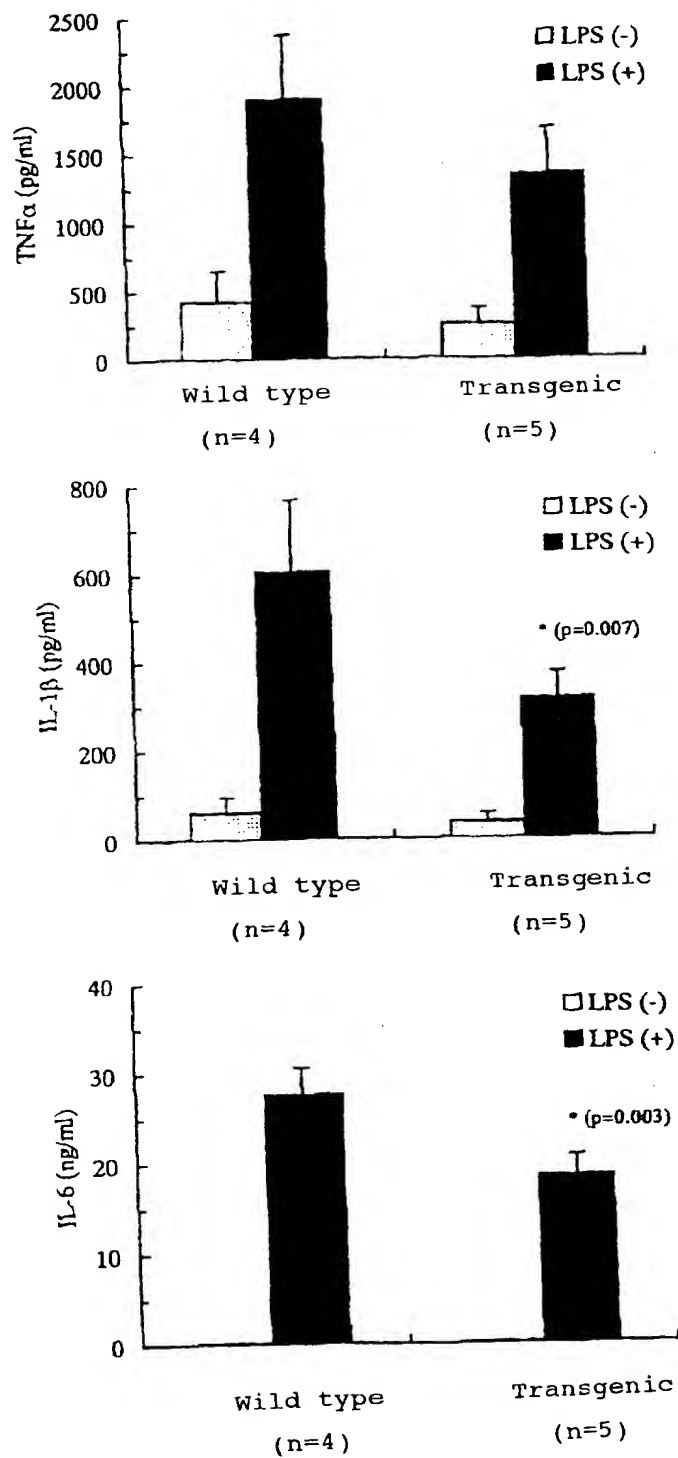 2500
2000
1500
1000
500
0
TNFα (pg/ml)
LPS (-)
LPS (+)
Wild type
(n=4)
Transgenic
(n=5)
800
600
400
200
0
IL-1β (pg/ml)
LPS (-)
LPS (+)
* (p=0.007)
Wild type
(n=4)
Transgenic
(n=5)
40
30
20
10
0
IL-6 (ng/ml)
LPS (-)
LPS (+)
* (p=0.003)
Wild type
(n=4)
Transgenic
(n=5)